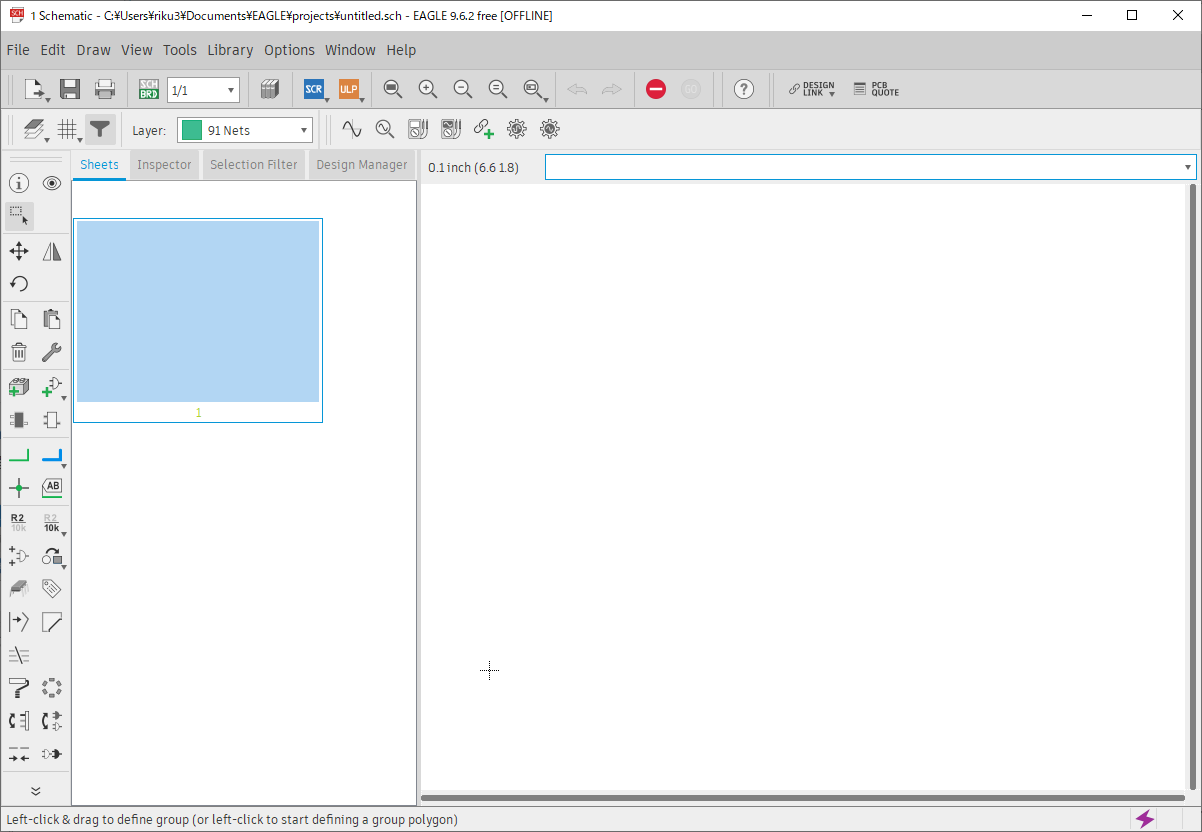 SCH
1 Schematic - C:¥Users¥riku3¥Documents¥EAGLE¥projects¥untitled.sch - EAGLE 9.6.2 free [OFFLINE]
File Edit Draw View Tools Library Options Window Help
SCH
BRD
1/1
SCR
ULP
DESIGN
LINK
PCB
QUOTE
Layer:
91 Nets
Sheets
Inspector
Selection Filter
Design Manager
0.1 inch (6.6 1.8)
1
AB
R2
10k
R2
10k
Left-click & drag to define group (or left-click to start defining a group polygon)